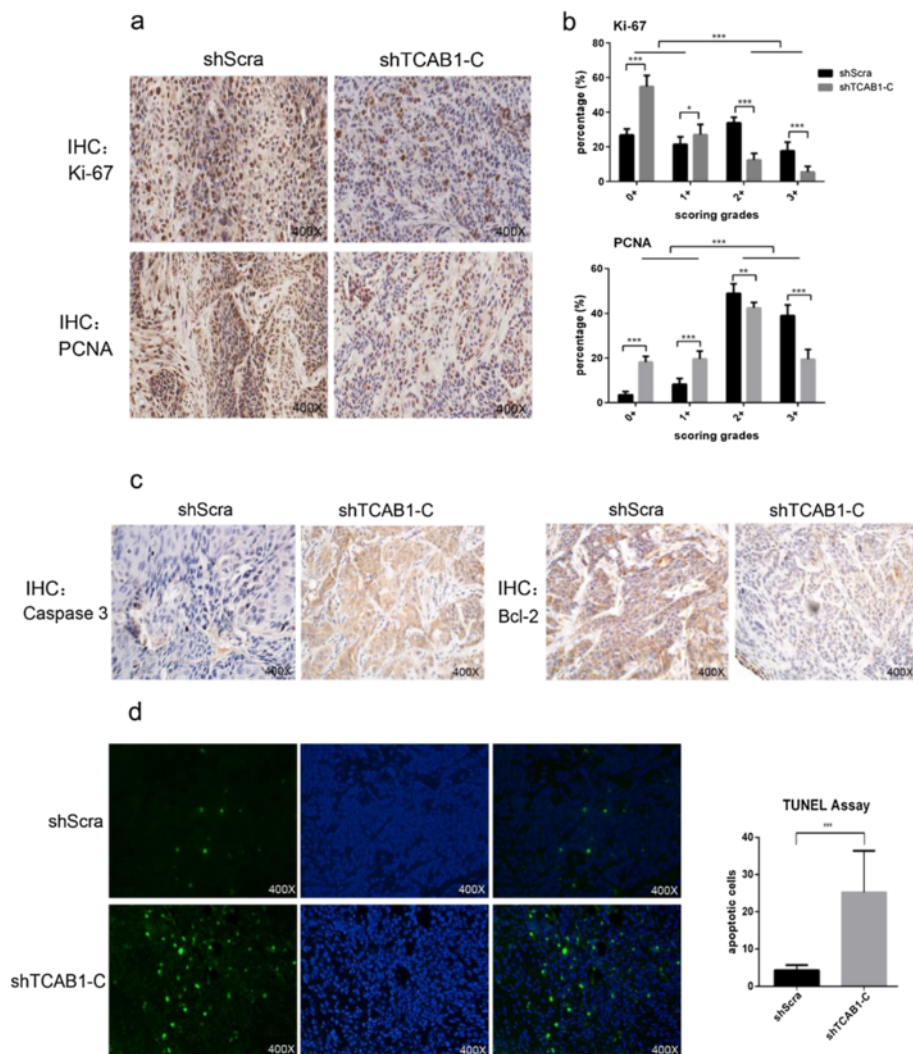 a
shScra
shTCAB1-C
IHC:
Ki-67
400X
400X
IHC:
PCNA
400X
400X
b
Ki-67
***
***
*
***
***
shScra
shTCAB1-C
percentage (%)
80
60
40
20
0
0+
1+
2+
3+
scoring grades
PCNA
***
***
***
**
***
percentage (%)
60
40
20
0
0+
1+
2+
3+
scoring grades
c
shScra
shTCAB1-C
IHC:
Caspase 3
400X
400X
shScra
shTCAB1-C
IHC:
Bcl-2
400X
400X
d
shScra
400X
400X
400X
shTCAB1-C
400X
400X
400X
TUNEL Assay
***
apoptotic cells
40
30
20
10
0
shScra
shTCAB1-C